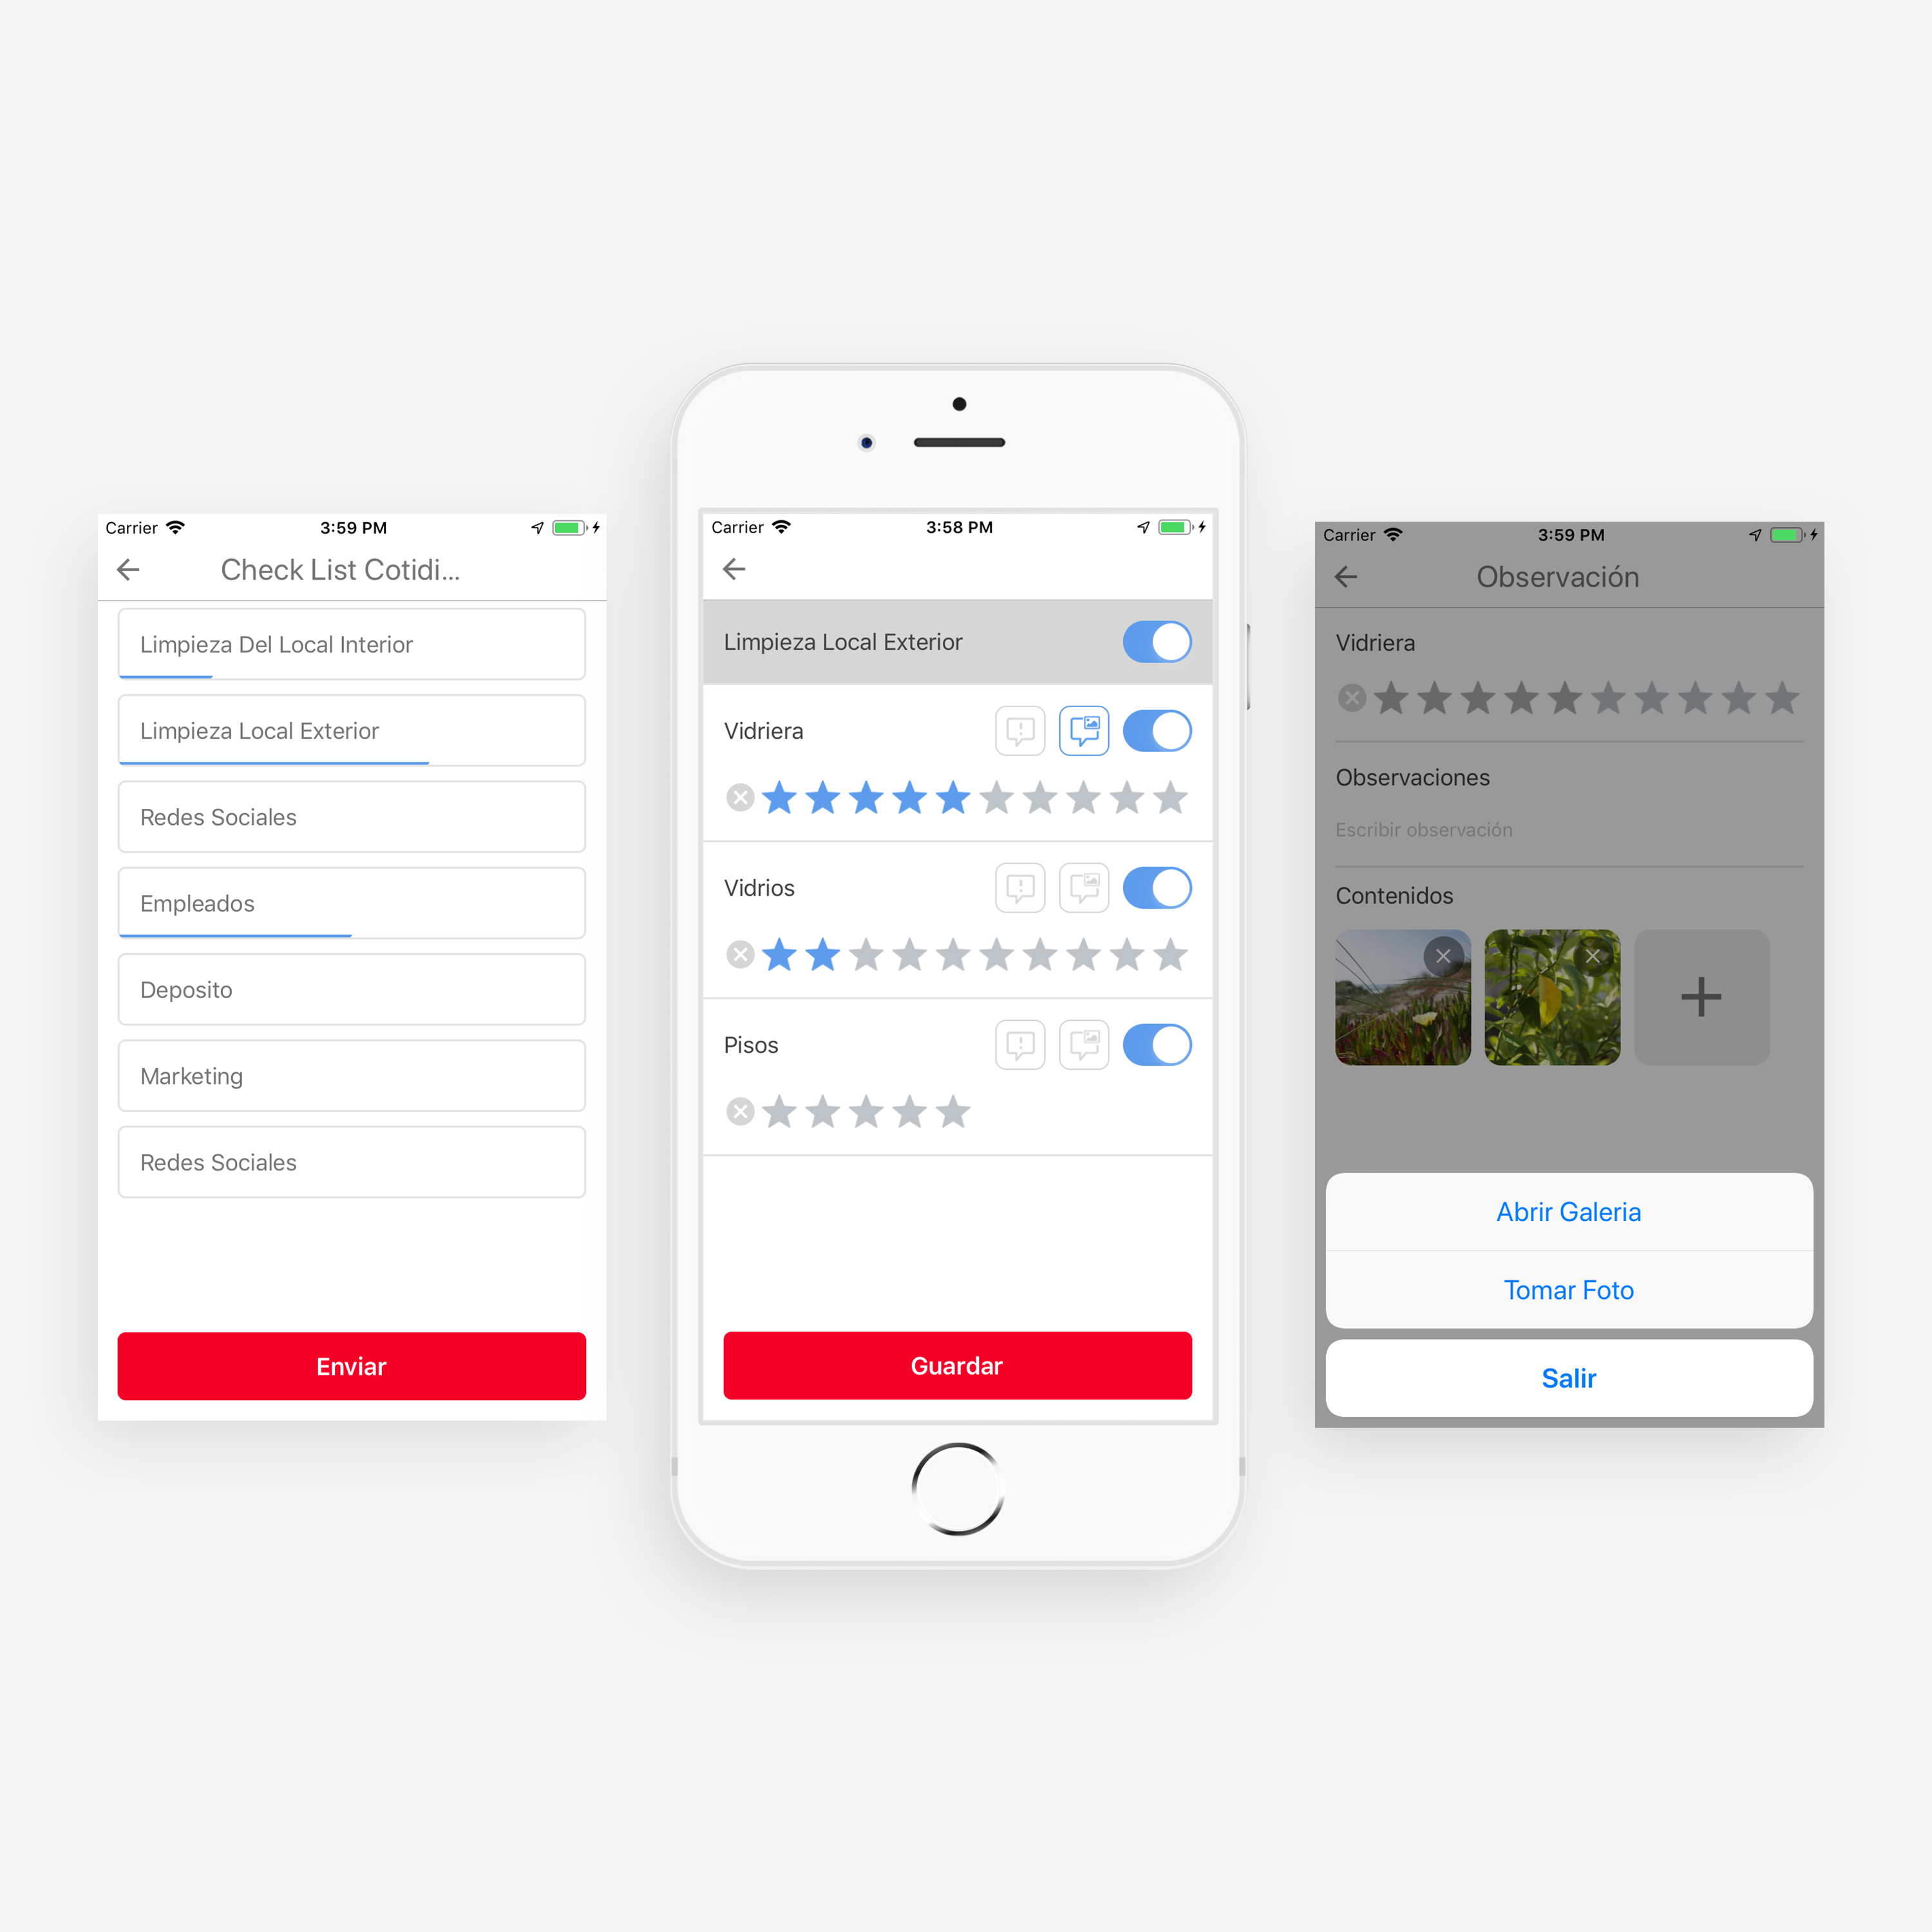 Carrier 3:59 PM
Check List Cotidi...
Limpieza Del Local Interior
Limpieza Local Exterior
Redes Sociales
Empleados
Deposito
Marketing
Redes Sociales
Enviar
Carrier 3:58 PM
Limpieza Local Exterior
Vidriera
Vidrios
Pisos
Guardar
Carrier 3:59 PM
Observación
Vidriera
Observaciones
Escribir observación
Contenidos
Abrir Galeria
Tomar Foto
Salir